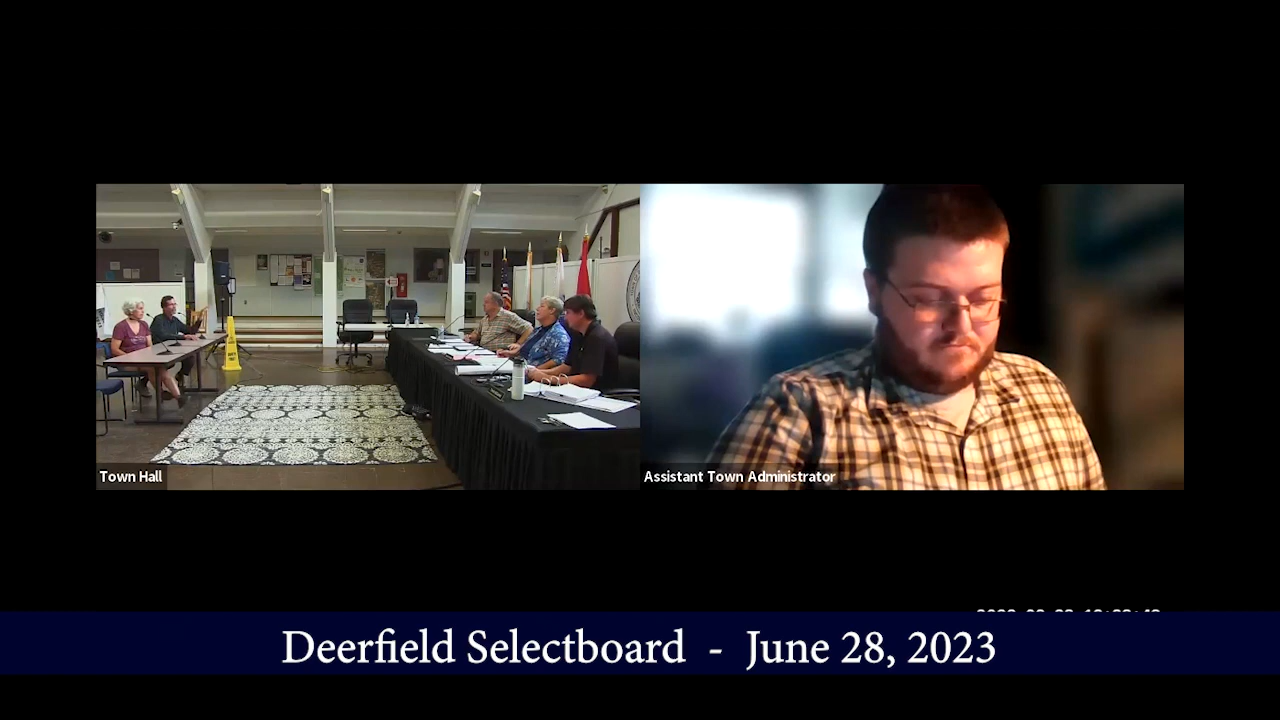 Town Hall
Assistant Town Administrator
Deerfield Selectboard - June 28, 2023